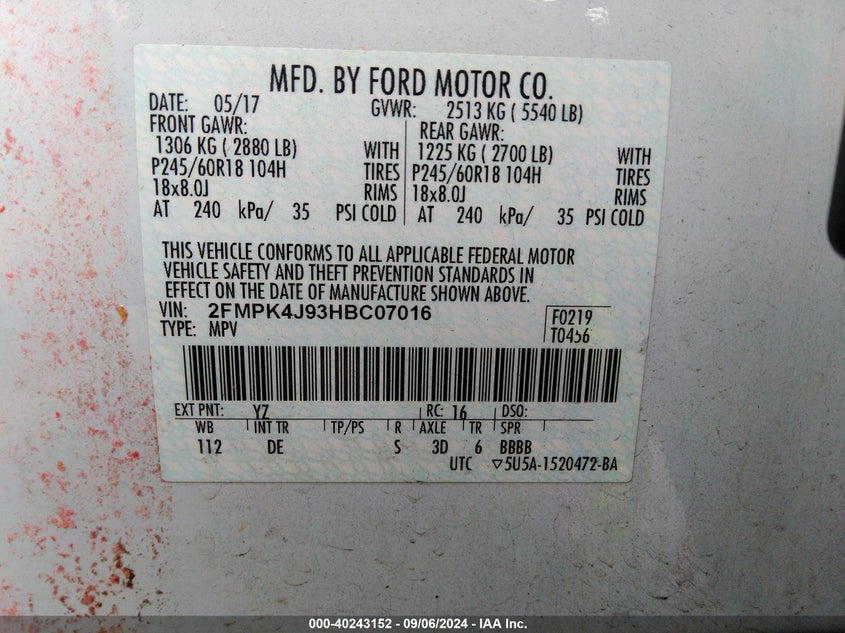 MFD. BY FORD MOTOR CO.
DATE: 05/17 GVWR: 2513 KG ( 5540 LB)
FRONT GAWR: REAR GAWR:
1306 KG ( 2880 LB) WITH 1225 KG ( 2700 LB) WITH
P245/60R18 104H TIRES P245/60R18 104H TIRES
18x8.0J RIMS 18x8.0J RIMS
AT 240 kPa/ 35 PSI COLD AT 240 kPa/ 35 PSI COLD
THIS VEHICLE CONFORMS TO ALL APPLICABLE FEDERAL MOTOR
VEHICLE SAFETY AND THEFT PREVENTION STANDARDS IN
EFFECT ON THE DATE OF MANUFACTURE SHOWN ABOVE.
VIN: 2FMPK4J93HBC07016 F0219
TYPE: MPV T0456
EXT PNT: YZ RC: 16 DSO:
WB INT TR TP/PS R AXLE TR SPR
112 DE S 3D 6 BBBB
UTC ▽5U5A-1520472-BA
000-40243152 - 09/06/2024 - IAA Inc.